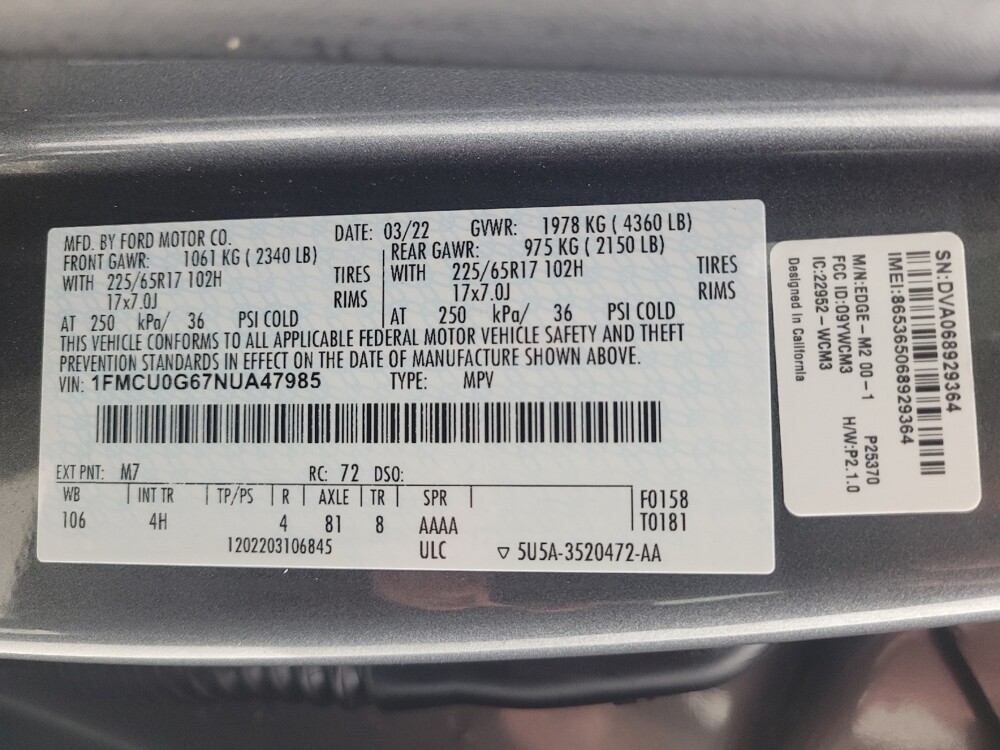 MFD. BY FORD MOTOR CO.
DATE: 03/22 GVWR: 1978 KG ( 4360 LB)
FRONT GAWR: 1061 KG ( 2340 LB)
WITH 225/65R17 102H TIRES
17x7.0J RIMS
AT 250 kPa/ 36 PSI COLD
REAR GAWR: 975 KG ( 2150 LB)
WITH 225/65R17 102H TIRES
17x7.0J RIMS
AT 250 kPa/ 36 PSI COLD
THIS VEHICLE CONFORMS TO ALL APPLICABLE FEDERAL MOTOR VEHICLE SAFETY AND THEFT
PREVENTION STANDARDS IN EFFECT ON THE DATE OF MANUFACTURE SHOWN ABOVE.
VIN: 1FMCU0G67NUA47985 TYPE: MPV
EXT PNT: M7 RC: 72 DSO:
WB INT TR TP/PS R AXLE TR SPR F0158
106 4H 4 81 8 AAAA T0181
1202203106845 ULC ▽ 5U5A-3520472-AA
SN:DVA068929364
IMEI:865365068929364
P25370
M/N:EDGE-M2 00-1 H/W:P2.1.0
FCC ID:09YWCM3
IC:22952-WCM3
Designed in Califlornia